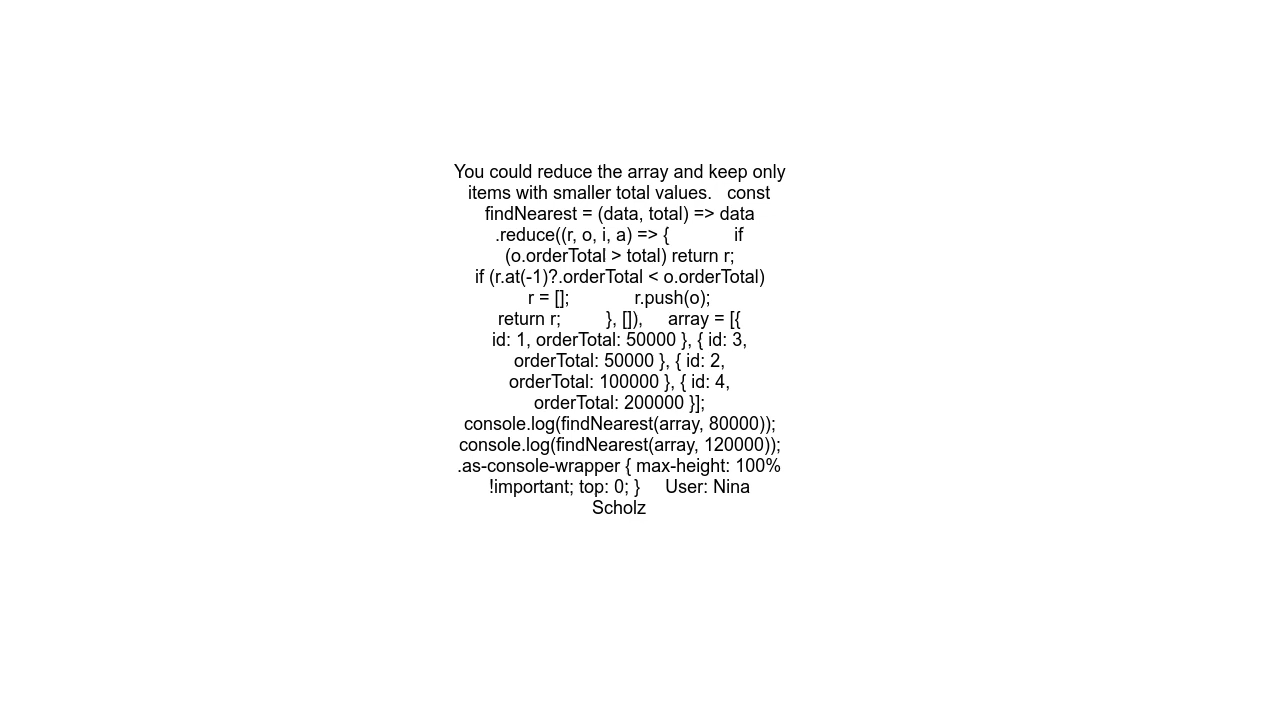 You could reduce the array and keep only
items with smaller total values.   const
findNearest = (data, total) => data
.reduce((r, o, i, a) => {             if
(o.orderTotal > total) return r;
if (r.at(-1)?.orderTotal < o.orderTotal)
r = [];             r.push(o);
return r;         }, []),     array = [{
id: 1, orderTotal: 50000 }, { id: 3,
orderTotal: 50000 }, { id: 2,
orderTotal: 100000 }, { id: 4,
orderTotal: 200000 }];
console.log(findNearest(array, 80000));
console.log(findNearest(array, 120000));
.as-console-wrapper { max-height: 100%
!important; top: 0; }     User: Nina
Scholz